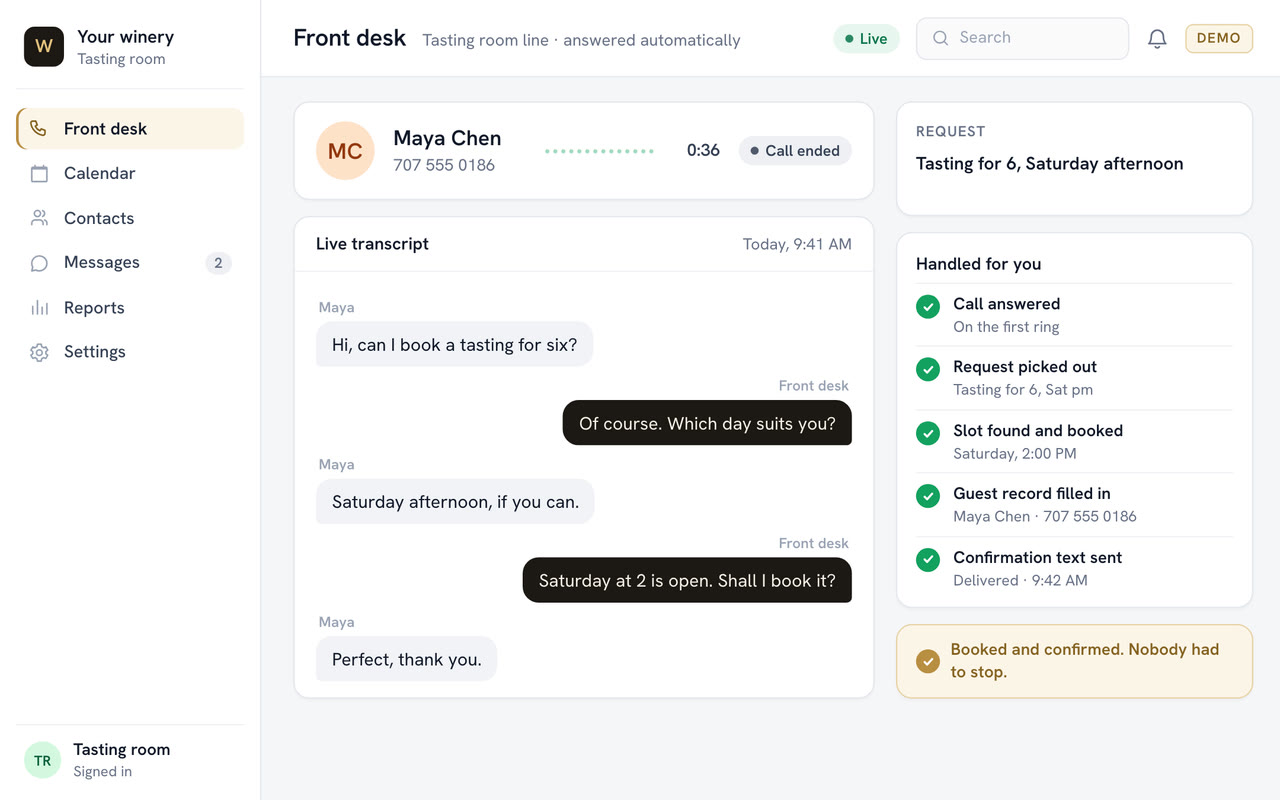 W
Your winery
Tasting room
Front desk
Calendar
Contacts
Messages
2
Reports
Settings
TR
Tasting room
Signed in
Front desk
Tasting room line · answered automatically
Live
Search
DEMO
MC
Maya Chen
707 555 0186
0:36
Call ended
Live transcript
Today, 9:41 AM
Maya
Hi, can I book a tasting for six?
Front desk
Of course. Which day suits you?
Maya
Saturday afternoon, if you can.
Front desk
Saturday at 2 is open. Shall I book it?
Maya
Perfect, thank you.
REQUEST
Tasting for 6, Saturday afternoon
Handled for you
Call answered
On the first ring
Request picked out
Tasting for 6, Sat pm
Slot found and booked
Saturday, 2:00 PM
Guest record filled in
Maya Chen · 707 555 0186
Confirmation text sent
Delivered · 9:42 AM
Booked and confirmed. Nobody had
to stop.